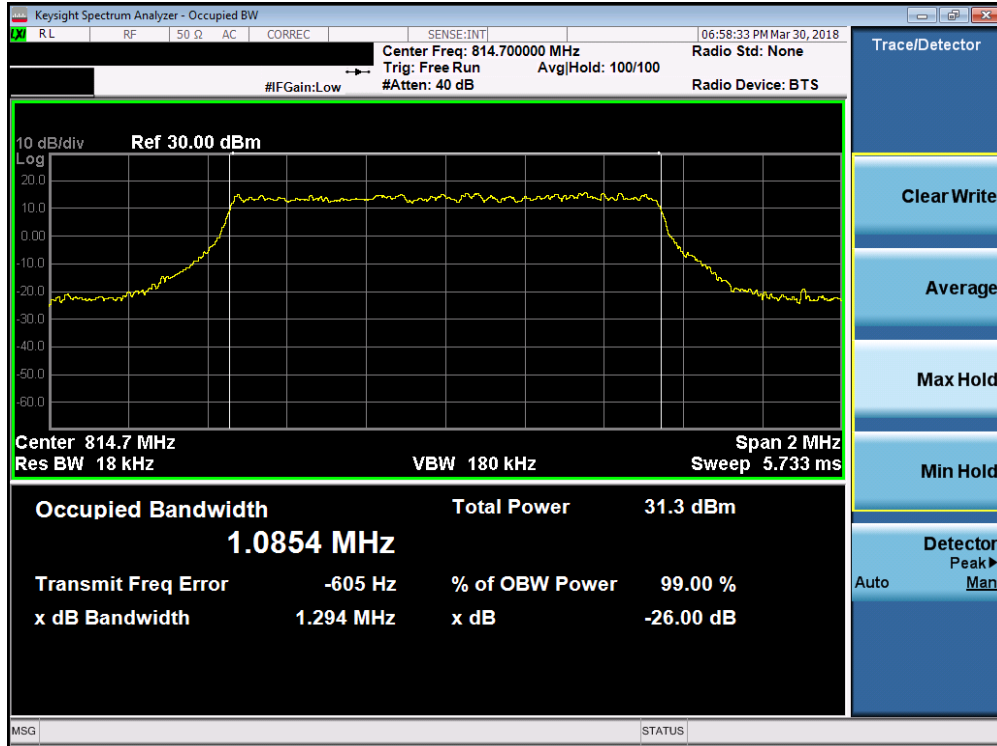 Keysight Spectrum Analyzer - Occupied BW
LXI RL RF 50 Ω AC CORREC SENSE:INT 06:58:33 PM Mar 30, 2018
Center Freq: 814.700000 MHz Radio Std: None
Trig: Free Run Avg|Hold: 100/100
#IFGain:Low #Atten: 40 dB Radio Device: BTS
Trace/Detector
10 dB/div Ref 30.00 dBm
Log
20.0
10.0
0.00
-10.0
-20.0
-30.0
-40.0
-50.0
-60.0
Center 814.7 MHz Span 2 MHz
Res BW 18 kHz VBW 180 kHz Sweep 5.733 ms
Occupied Bandwidth Total Power 31.3 dBm
1.0854 MHz
Transmit Freq Error -605 Hz % of OBW Power 99.00 %
x dB Bandwidth 1.294 MHz x dB -26.00 dB
Clear Write
Average
Max Hold
Min Hold
Detector
Peak▶
Auto Man
MSG STATUS